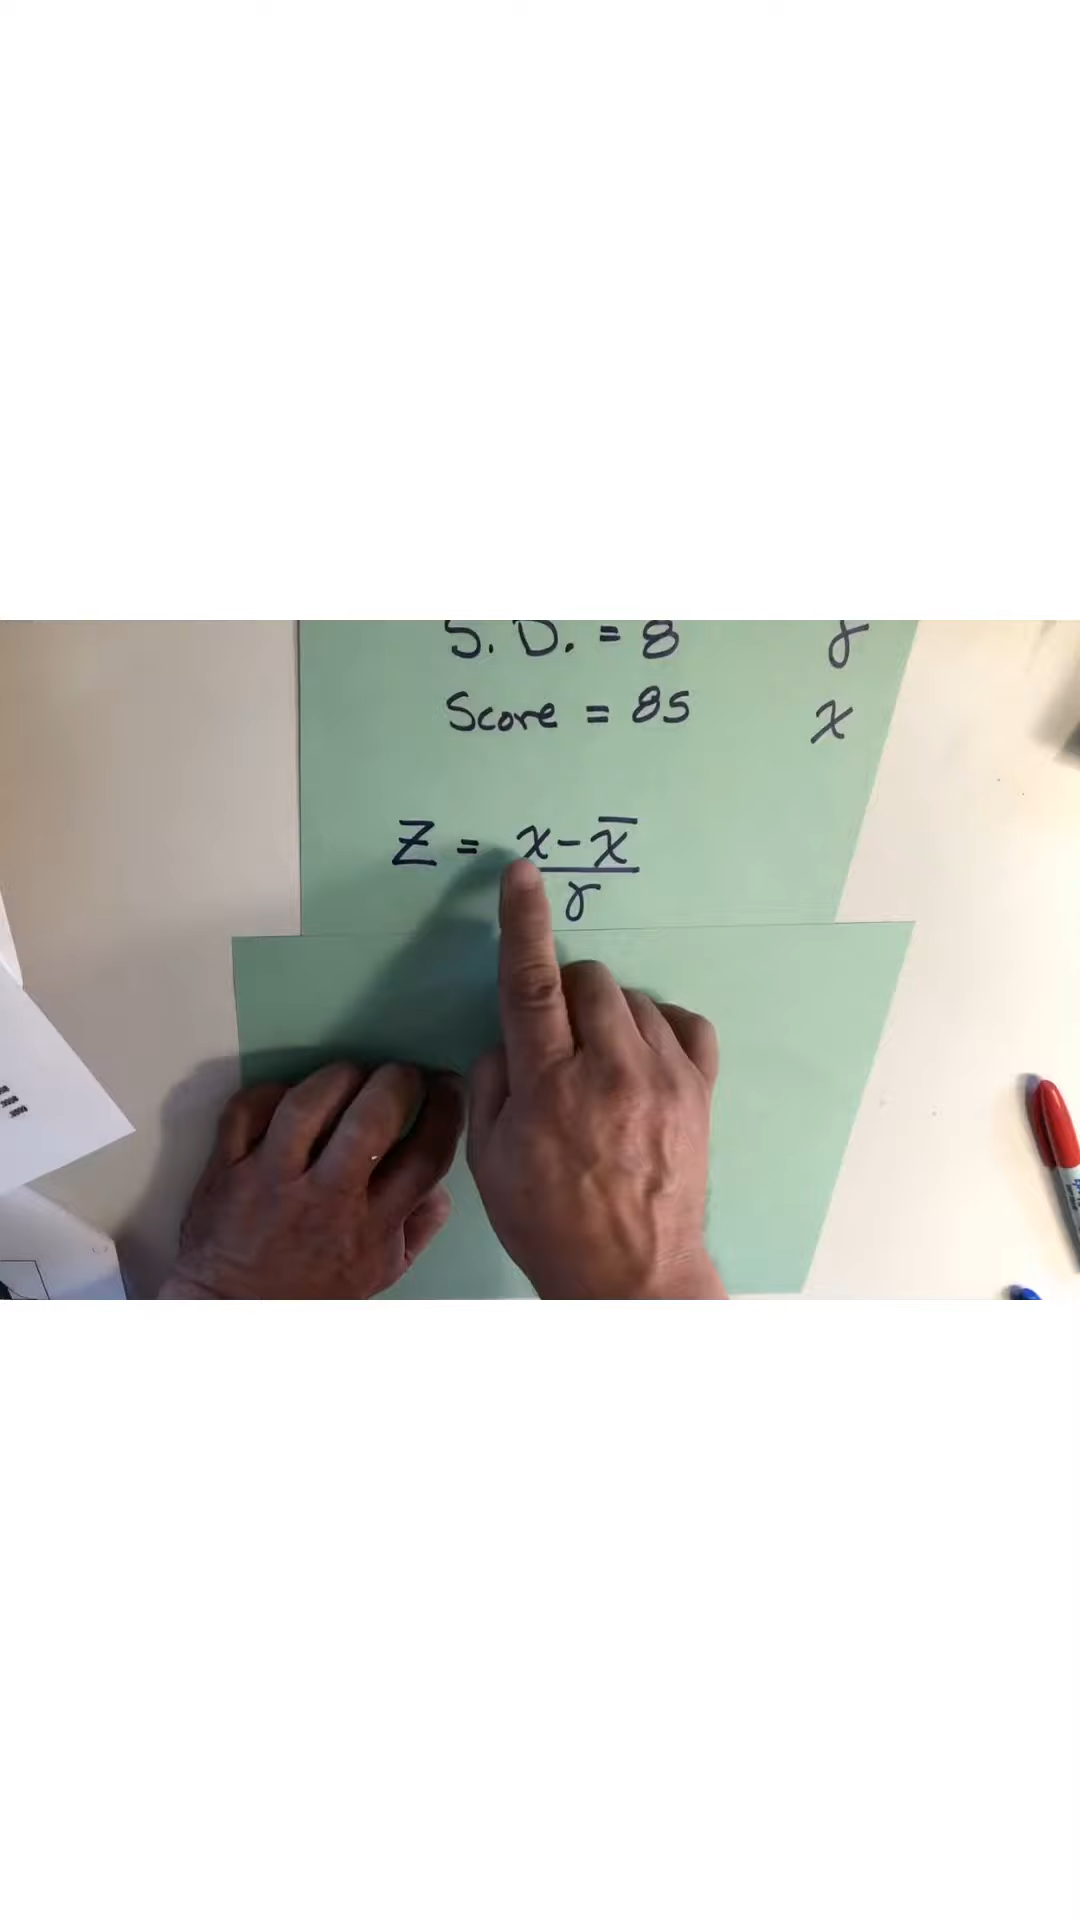 S. D. = 8 γ
Score = 85 x
Z = x - x̄
γ